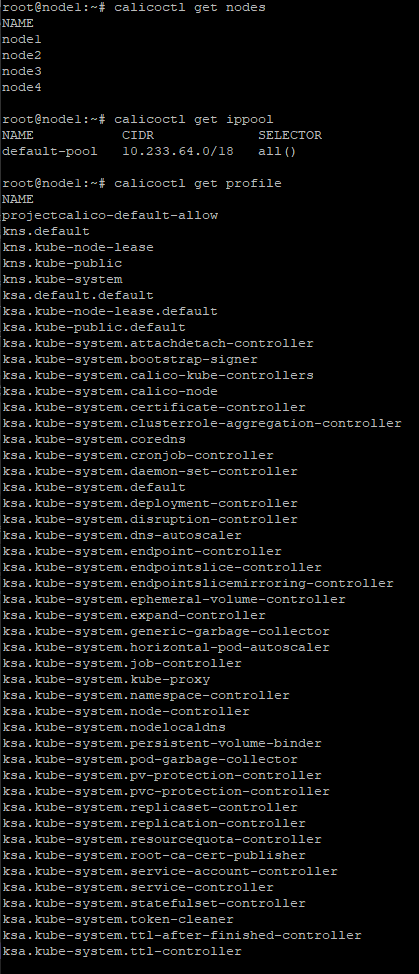 root@node1:~# calicoctl get nodes
NAME
node1
node2
node3
node4
root@node1:~# calicoctl get ippool
NAME CIDR SELECTOR
default-pool 10.233.64.0/18 all()
root@node1:~# calicoctl get profile
NAME
projectcalico-default-allow
kns.default
kns.kube-node-lease
kns.kube-public
kns.kube-system
ksa.default.default
ksa.kube-node-lease.default
ksa.kube-public.default
ksa.kube-system.attachdetach-controller
ksa.kube-system.bootstrap-signer
ksa.kube-system.calico-kube-controllers
ksa.kube-system.calico-node
ksa.kube-system.certificate-controller
ksa.kube-system.clusterrole-aggregation-controller
ksa.kube-system.coredns
ksa.kube-system.cronjob-controller
ksa.kube-system.daemon-set-controller
ksa.kube-system.default
ksa.kube-system.deployment-controller
ksa.kube-system.disruption-controller
ksa.kube-system.dns-autoscaler
ksa.kube-system.endpoint-controller
ksa.kube-system.endpointslice-controller
ksa.kube-system.endpointslicemirroring-controller
ksa.kube-system.ephemeral-volume-controller
ksa.kube-system.expand-controller
ksa.kube-system.generic-garbage-collector
ksa.kube-system.horizontal-pod-autoscaler
ksa.kube-system.job-controller
ksa.kube-system.kube-proxy
ksa.kube-system.namespace-controller
ksa.kube-system.node-controller
ksa.kube-system.nodelocaldns
ksa.kube-system.persistent-volume-binder
ksa.kube-system.pod-garbage-collector
ksa.kube-system.pv-protection-controller
ksa.kube-system.pvc-protection-controller
ksa.kube-system.replicaset-controller
ksa.kube-system.replication-controller
ksa.kube-system.resourcequota-controller
ksa.kube-system.root-ca-cert-publisher
ksa.kube-system.service-account-controller
ksa.kube-system.service-controller
ksa.kube-system.statefulset-controller
ksa.kube-system.token-cleaner
ksa.kube-system.ttl-after-finished-controller
ksa.kube-system.ttl-controller